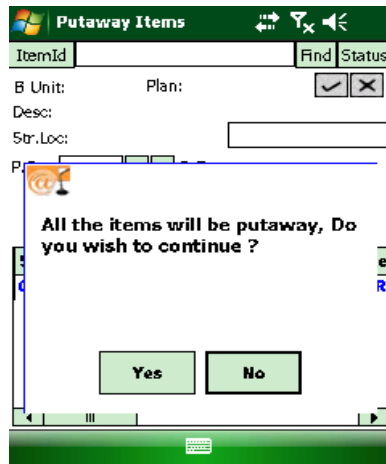 Putaway Items
ItemId Find Status
B Unit: Plan:
Desc:
Str.Loc:
All the items will be putaway, Do
you wish to continue ?
Yes No